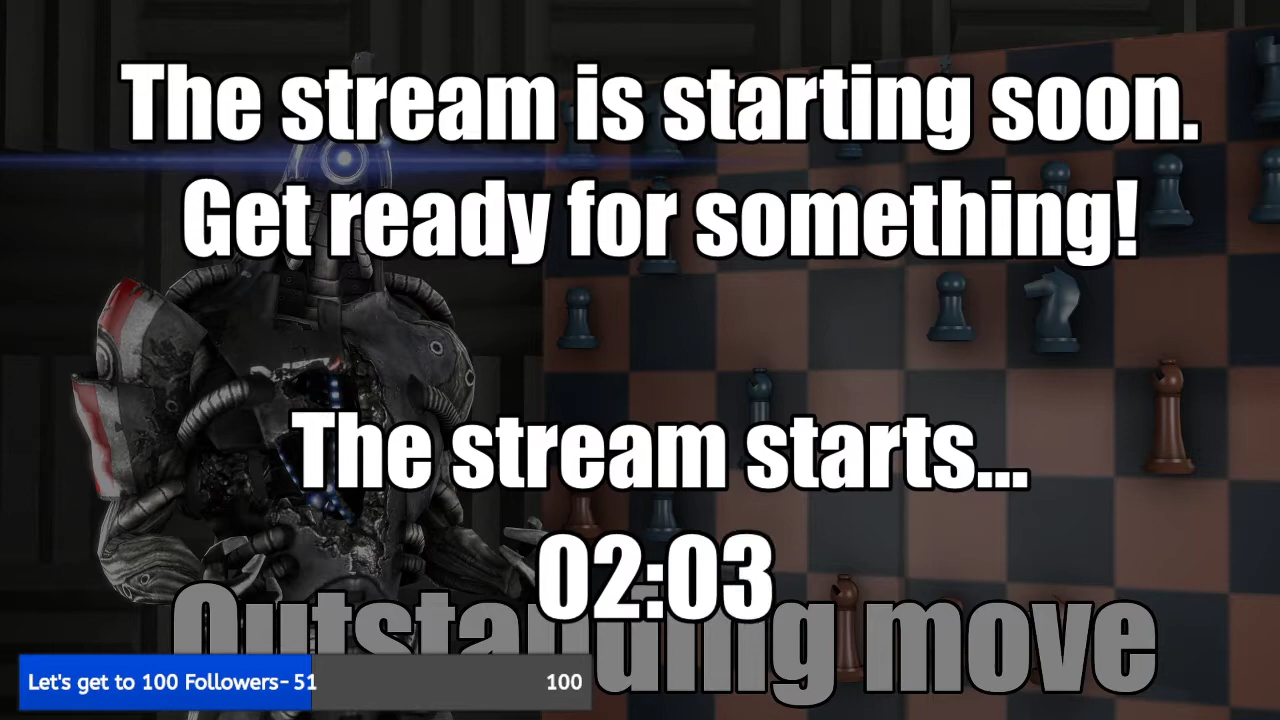 The stream is starting soon.
Get ready for something!
The stream starts...
02:03
Outstanding move
Let's get to 100 Followers- 51
100